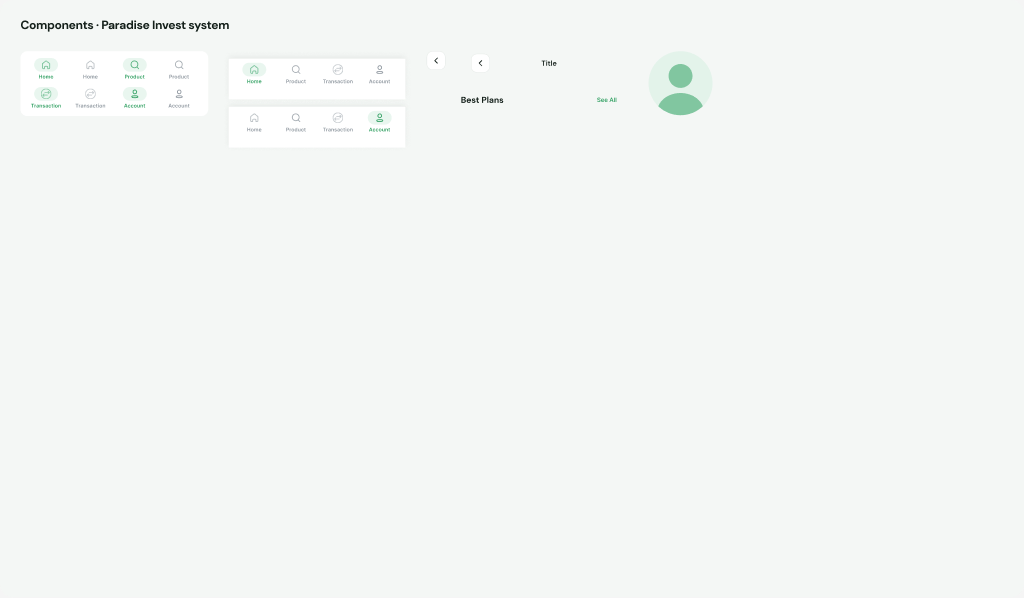 Components · Paradise Invest system
Home Home Product Product
Transaction Transaction Account Account
Home Product Transaction Account
Home Product Transaction Account
Title
Best Plans See All